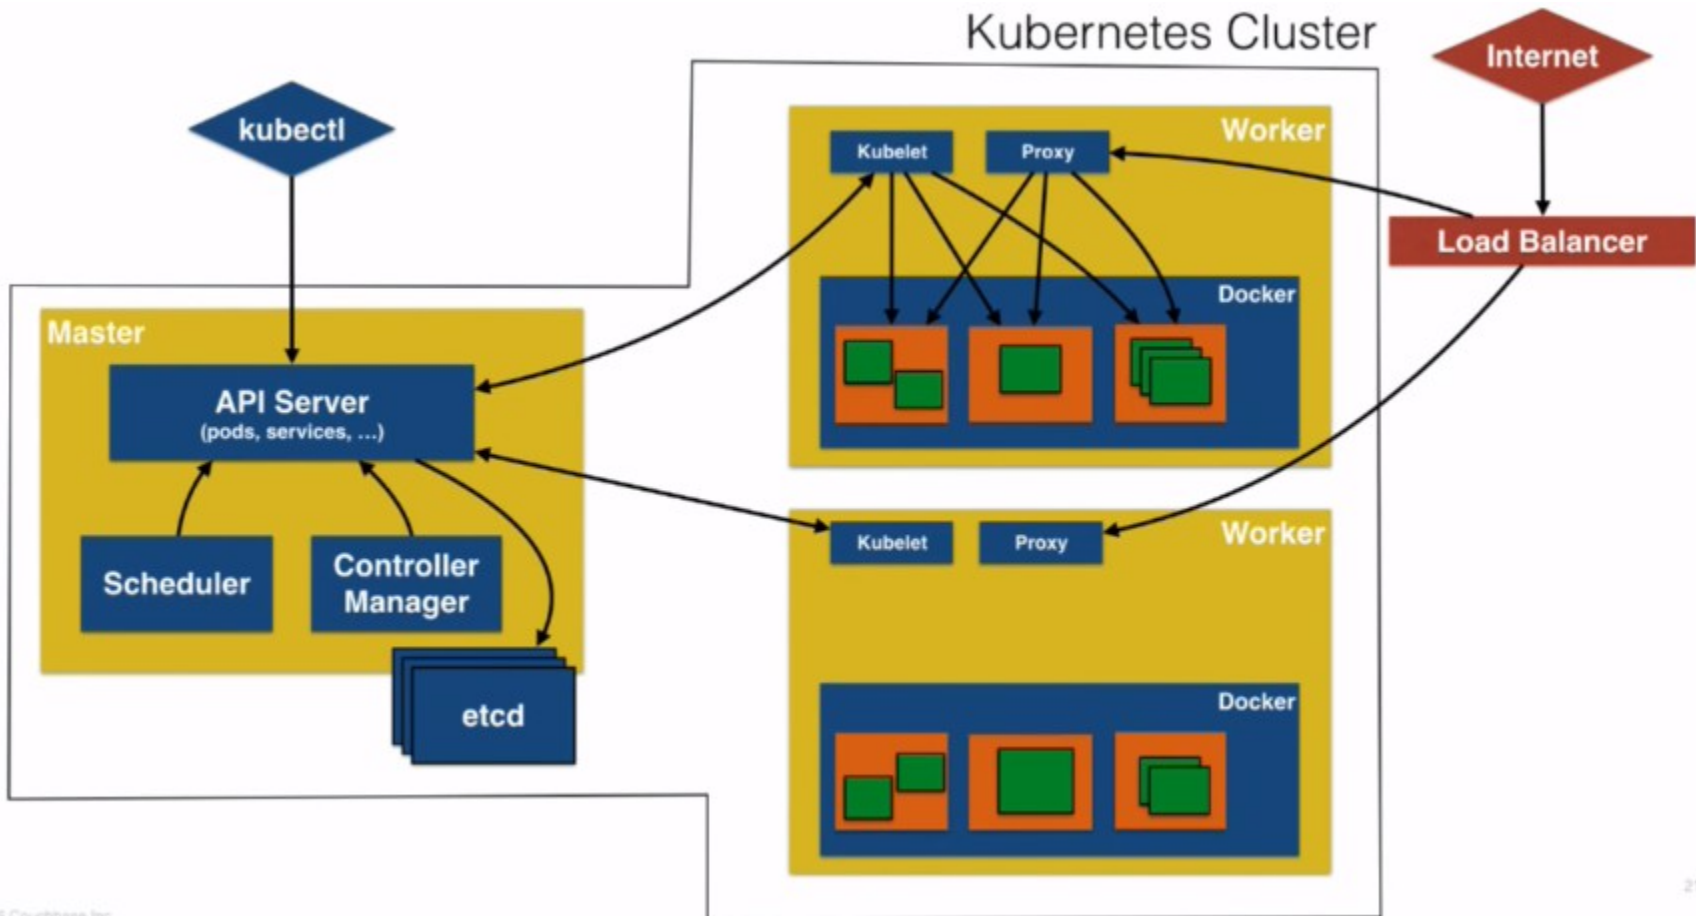 Kubernetes Cluster
Internet
kubectl
Worker
Kubelet
Proxy
Load Balancer
Docker
Master
API Server
(pods, services, ...)
Scheduler
Controller
Manager
etcd
Worker
Kubelet
Proxy
Docker